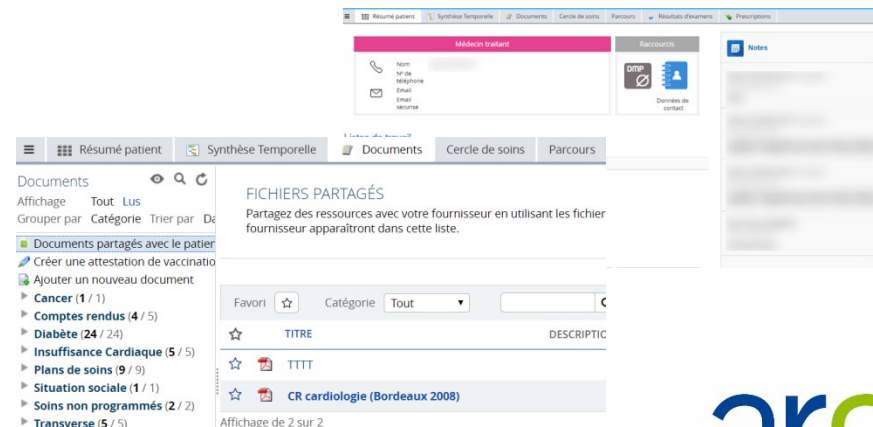 Résumé patient Synthèse Temporelle Documents Cercle de soins Parcours Résultats d'examens Prescriptions
Médecin traitant
Raccourcis
Notes
Nom
N° de
téléphone
Email
Email
sécurisé
DMP
Données de
contact
Résumé patient Synthèse Temporelle Documents Cercle de soins Parcours
Documents
Affichage Tout Lus
Grouper par Catégorie Trier par Da
Documents partagés avec le patier
Créer une attestation de vaccinatio
Ajouter un nouveau document
Cancer (1 / 1)
Comptes rendus (4 / 5)
Diabète (24 / 24)
Insuffisance Cardiaque (5 / 5)
Plans de soins (9 / 9)
Situation sociale (1 / 1)
Soins non programmés (2 / 2)
Transverse (5 / 5)
FICHIERS PARTAGÉS
Partagez des ressources avec votre fournisseur en utilisant les fichier
fournisseur apparaîtront dans cette liste.
Favori Catégorie Tout
TITRE DESCRIPTIO
TTTT
CR cardiologie (Bordeaux 2008)
Affichage de 2 sur 2